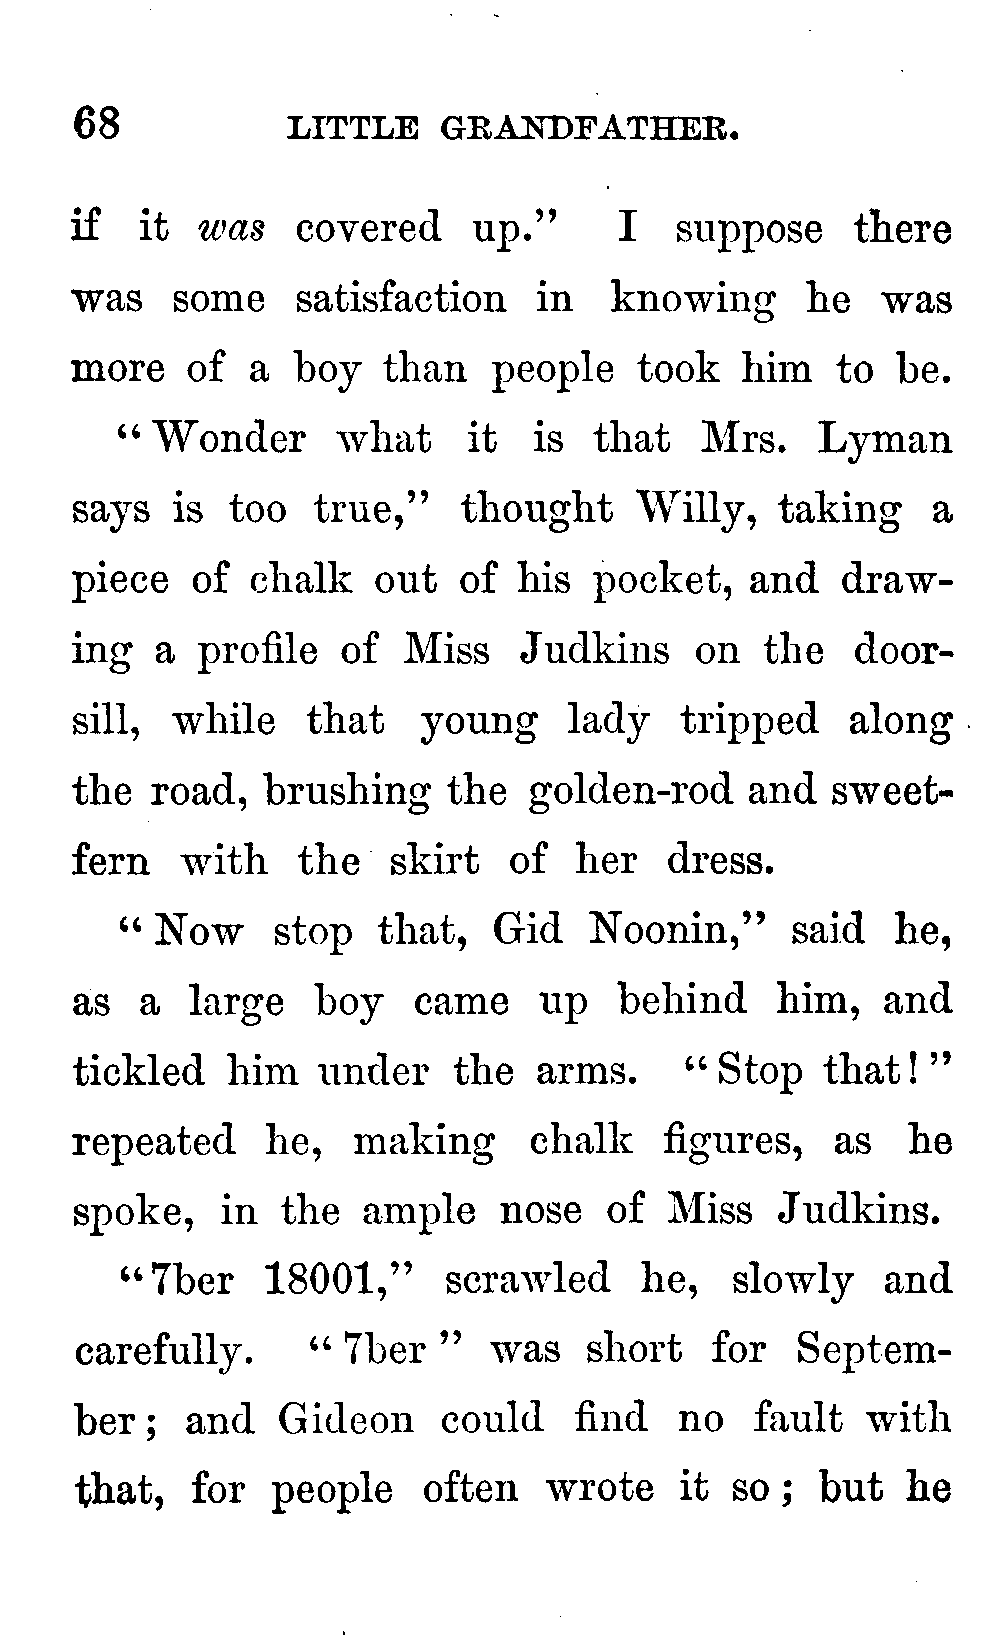 68 LITTLE GRANDFATHER.
if it was covered up.” I suppose there
was some satisfaction in knowing he was
more of a boy than people took him to be.
“Wonder what it is that Mrs. Lyman
says is too true,” thought Willy, taking a
piece of chalk out of his pocket, and draw-
ing a profile of Miss Judkins on the door-
sill, while that young lady tripped along
the road, brushing the golden-rod and sweet-
fern with the skirt of her dress.
“Now stop that, Gid Noonin,” said he,
as a large boy came up behind him, and
tickled him under the arms. “Stop that!”
repeated he, making chalk figures, as he
spoke, in the ample nose of Miss Judkins.
“7ber 18001,” scrawled he, slowly and
carefully. “7ber” was short for Septem-
ber; and Gideon could find no fault with
that, for people often wrote it so; but he